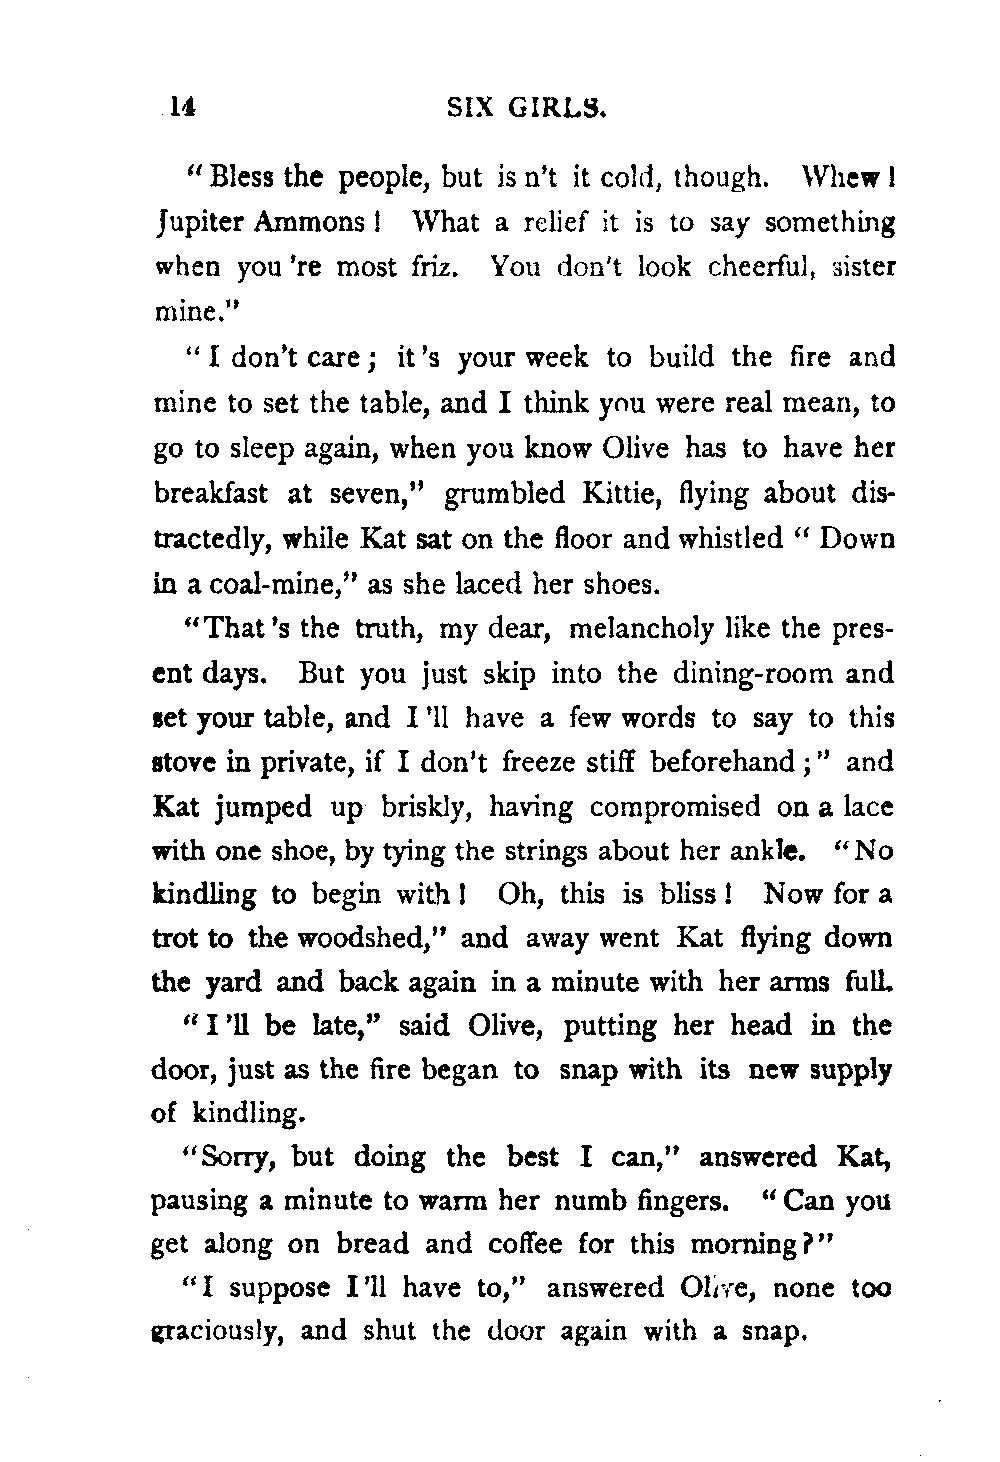 14 SIX GIRLS.
"Bless the people, but is n't it cold, though. Whew!
Jupiter Ammons! What a relief it is to say something
when you 're most friz. You don't look cheerful, sister
mine."
"I don't care; it 's your week to build the fire and
mine to set the table, and I think you were real mean, to
go to sleep again, when you know Olive has to have her
breakfast at seven," grumbled Kittie, flying about dis-
tractedly, while Kat sat on the floor and whistled "Down
in a coal-mine," as she laced her shoes.
"That 's the truth, my dear, melancholy like the pres-
ent days. But you just skip into the dining-room and
set your table, and I 'll have a few words to say to this
stove in private, if I don't freeze stiff beforehand;" and
Kat jumped up briskly, having compromised on a lace
with one shoe, by tying the strings about her ankle. "No
kindling to begin with! Oh, this is bliss! Now for a
trot to the woodshed," and away went Kat flying down
the yard and back again in a minute with her arms full.
"I 'll be late," said Olive, putting her head in the
door, just as the fire began to snap with its new supply
of kindling.
"Sorry, but doing the best I can," answered Kat,
pausing a minute to warm her numb fingers. "Can you
get along on bread and coffee for this morning?"
"I suppose I 'll have to," answered Olive, none too
graciously, and shut the door again with a snap.